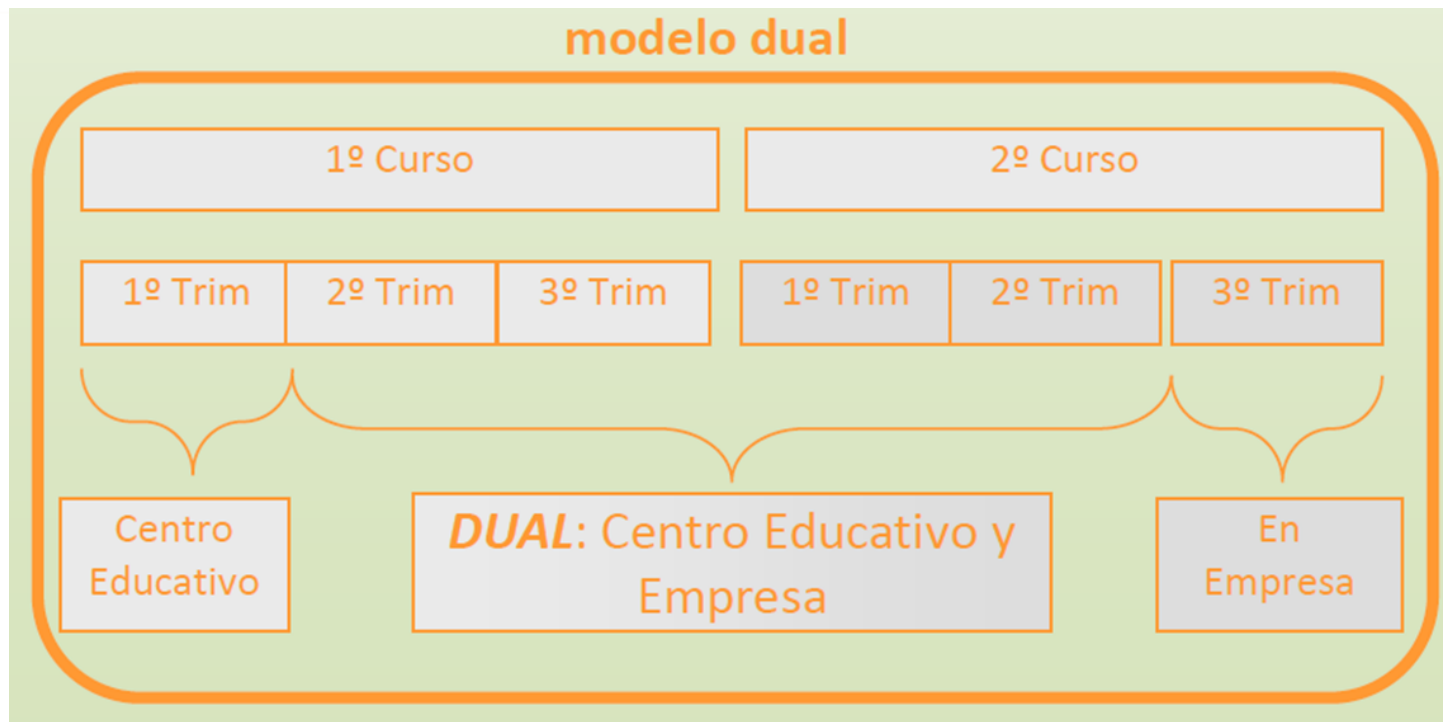 modelo dual
1º Curso
2º Curso
1º Trim
2º Trim
3º Trim
1º Trim
2º Trim
3º Trim
Centro
Educativo
DUAL: Centro Educativo y
Empresa
En
Empresa